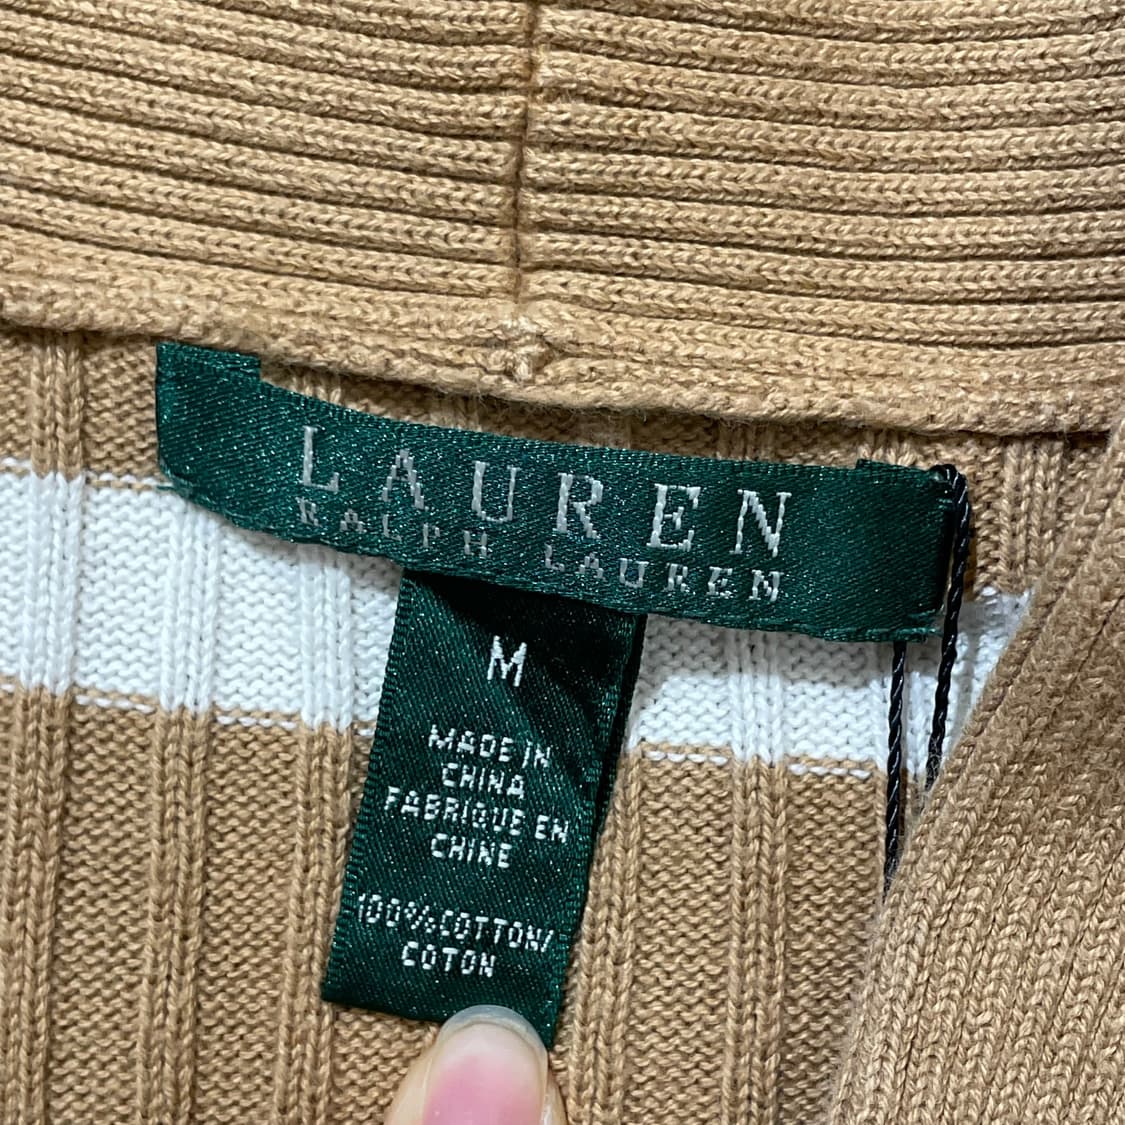 LAUREN
RALPH LAUREN
M
MADE IN
CHINA
FABRIQUE EN
CHINE
100%COTTON/
COTON